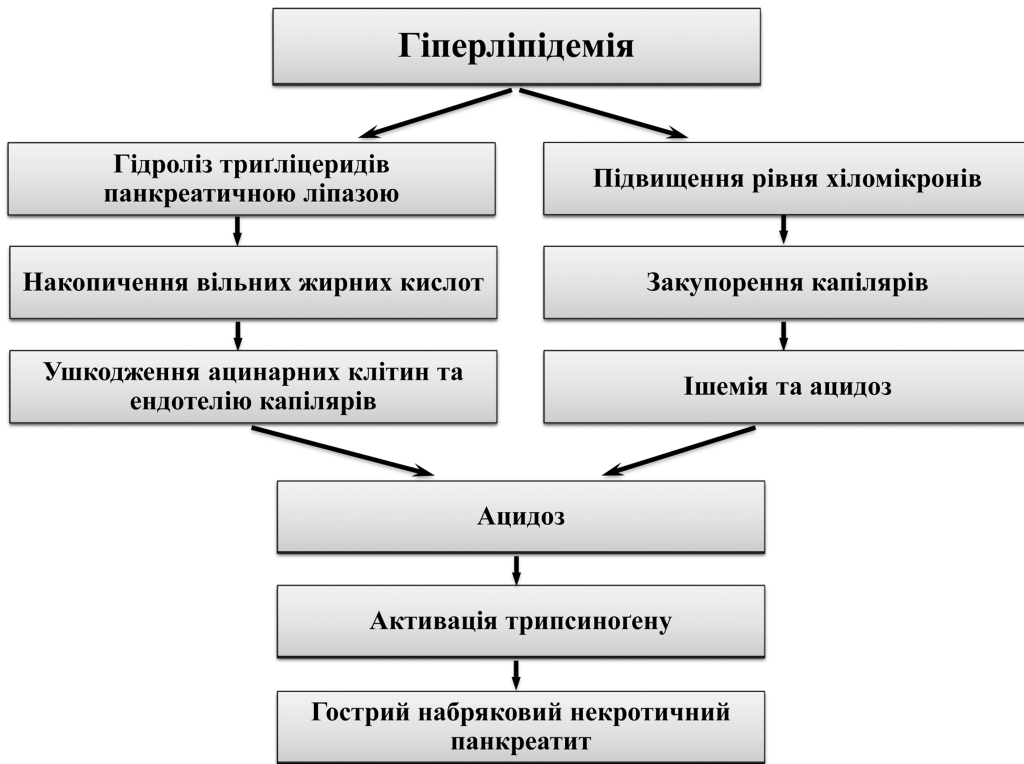 Гіперліпідемія
Гідроліз триґліцеридів
панкреатичною ліпазою
Підвищення рівня хіломікронів
Накопичення вільних жирних кислот
Закупорення капілярів
Ушкодження ацинарних клітин та
ендотелію капілярів
Ішемія та ацидоз
Ацидоз
Активація трипсиноґену
Гострий набряковий некротичний
панкреатит